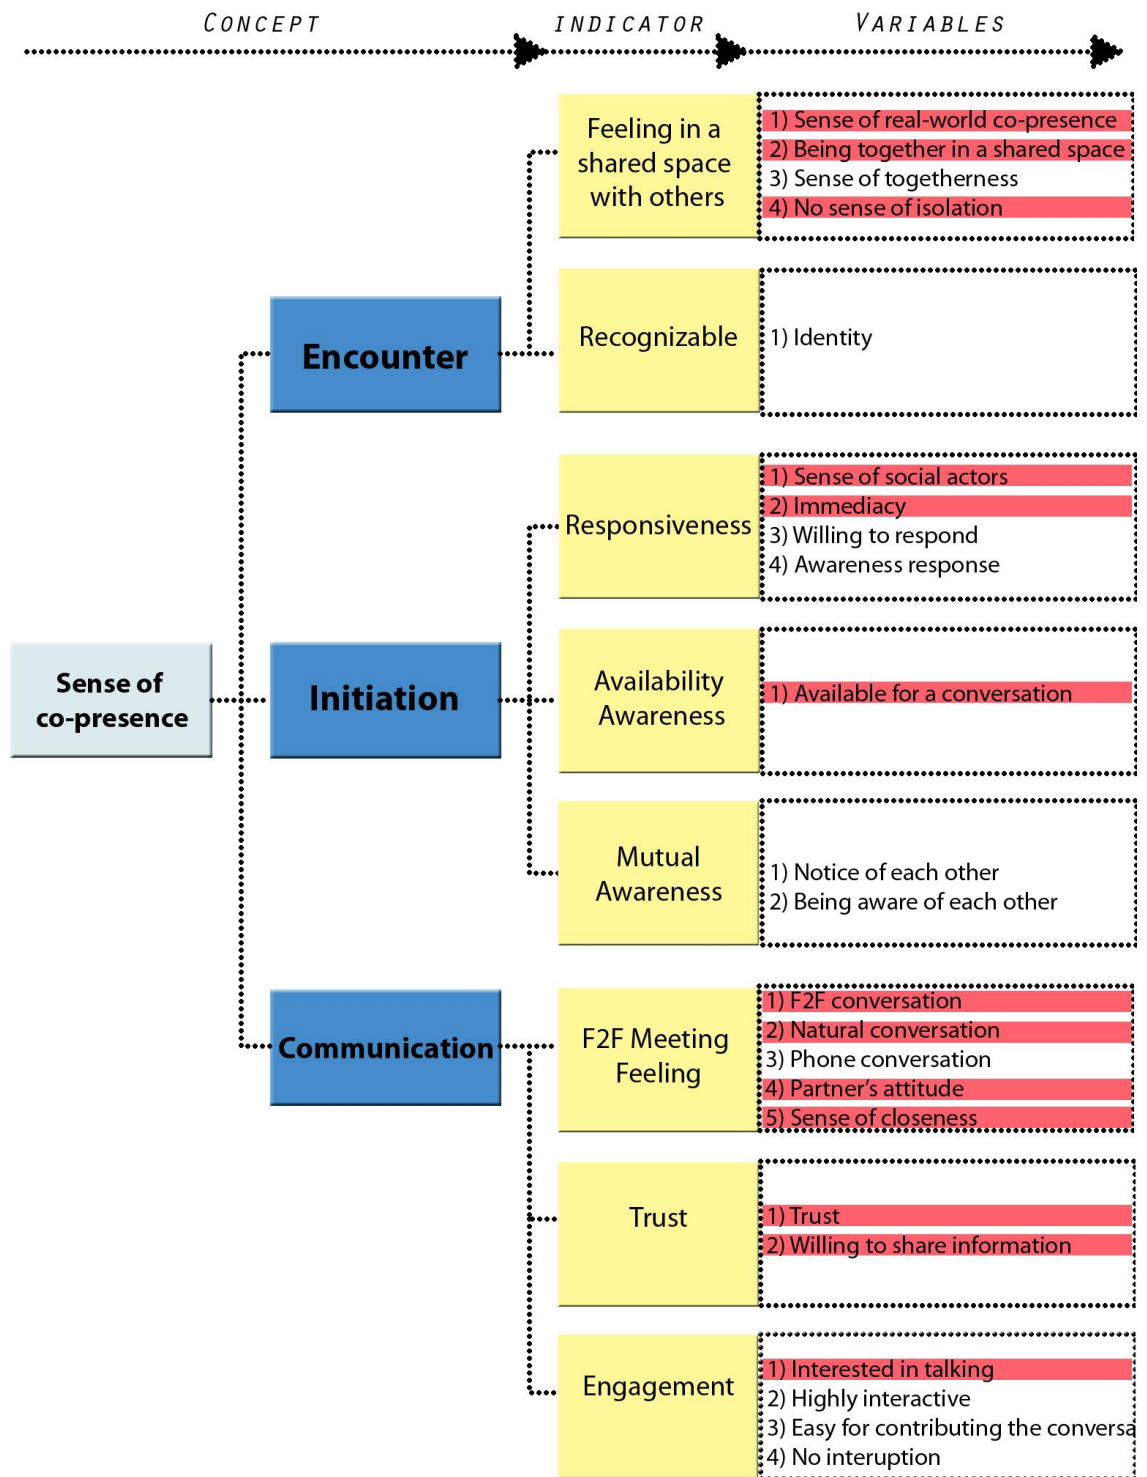 CONCEPT
INDICATOR
VARIABLES
Feeling in a
shared space
with others
1) Sense of real-world co-presence
2) Being together in a shared space
3) Sense of togetherness
4) No sense of isolation
Encounter
Recognizable
1) Identity
Responsiveness
1) Sense of social actors
2) Immediacy
3) Willing to respond
4) Awareness response
Sense of
co-presence
Initiation
Availability
Awareness
1) Available for a conversation
Mutual
Awareness
1) Notice of each other
2) Being aware of each other
Communication
F2F Meeting
Feeling
1) F2F conversation
2) Natural conversation
3) Phone conversation
4) Partner's attitude
5) Sense of closeness
Trust
1) Trust
2) Willing to share information
Engagement
1) Interested in talking
2) Highly interactive
3) Easy for contributing the conversa
4) No interuption